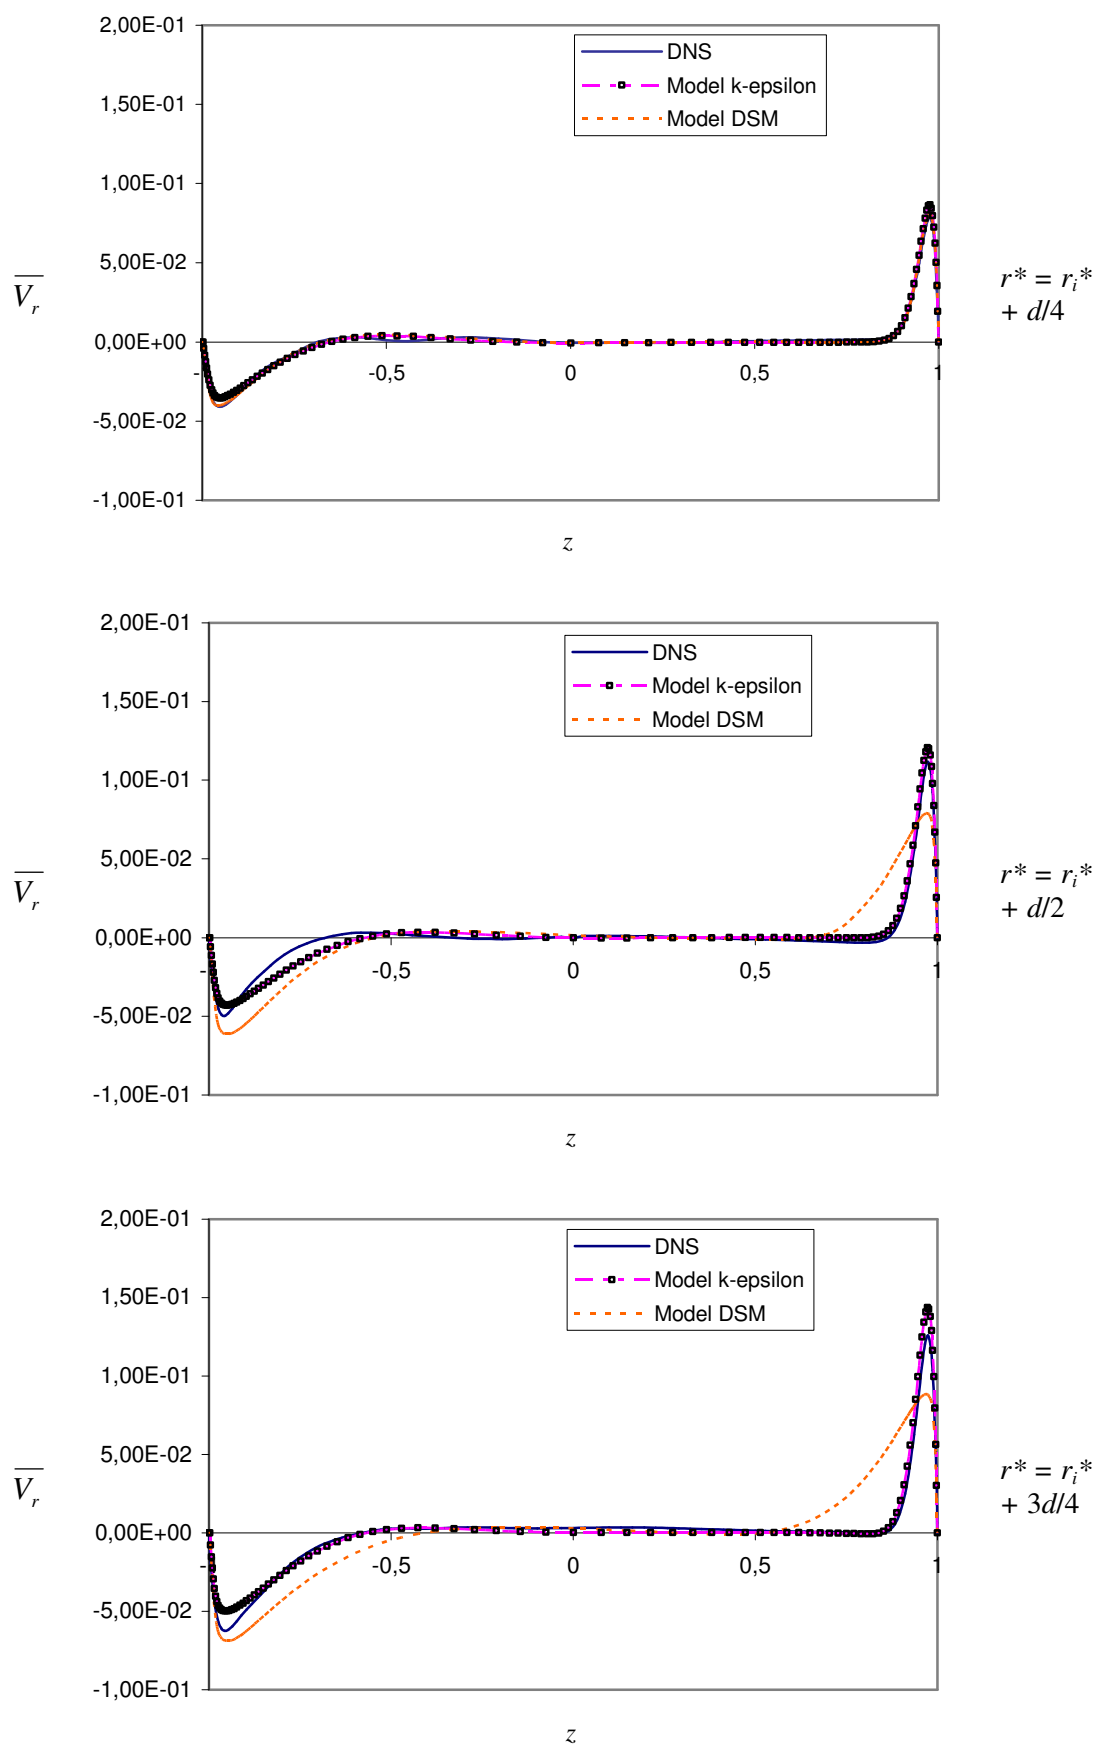 2,00E-01
1,50E-01
1,00E-01
5,00E-02
0,00E+00
-5,00E-02
-1,00E-01
DNS
Model k-epsilon
Model DSM
- -0,5 0 0,5 1
V_r
r* = r_i*
+ d/4
z
2,00E-01
1,50E-01
1,00E-01
5,00E-02
0,00E+00
-5,00E-02
-1,00E-01
DNS
Model k-epsilon
Model DSM
- -0,5 0 0,5 1
V_r
r* = r_i*
+ d/2
z
2,00E-01
1,50E-01
1,00E-01
5,00E-02
0,00E+00
-5,00E-02
-1,00E-01
DNS
Model k-epsilon
Model DSM
- -0,5 0 0,5 1
V_r
r* = r_i*
+ 3d/4
z